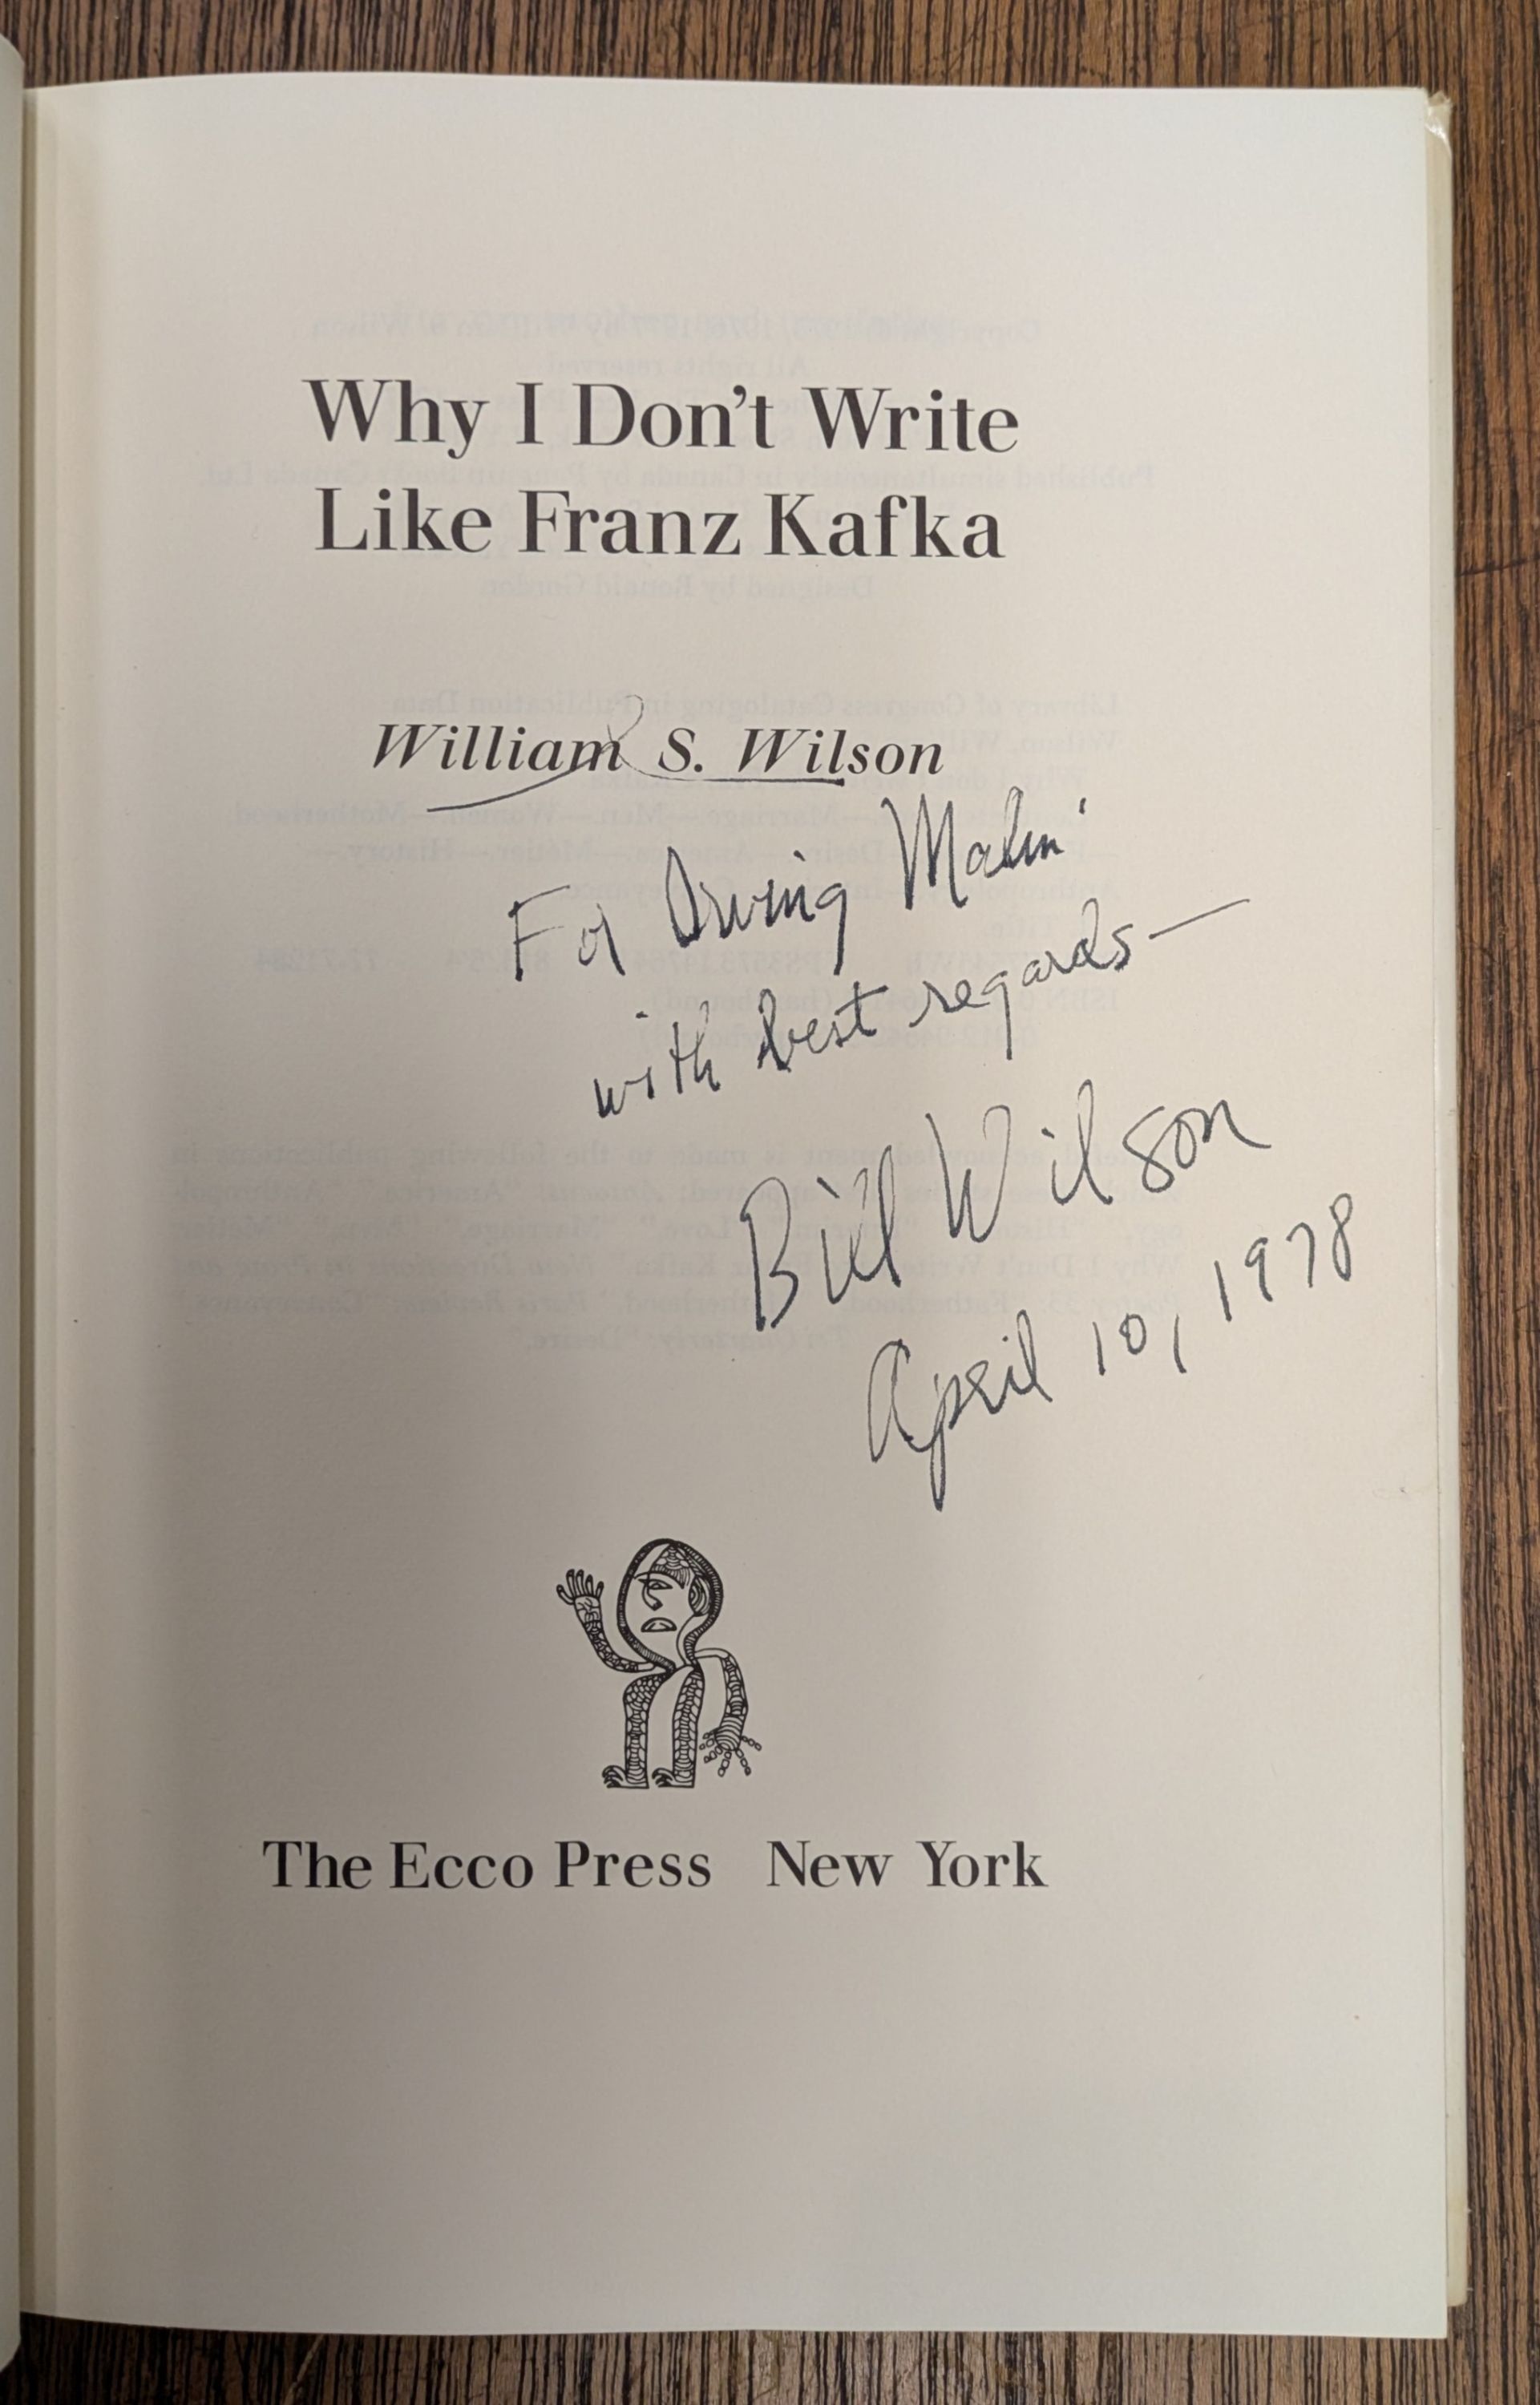 Why I Don't Write
Like Franz Kafka
William S. Wilson
For Irving Malin
with best regards—
Bill Wilson
April 10, 1978
The Ecco Press New York